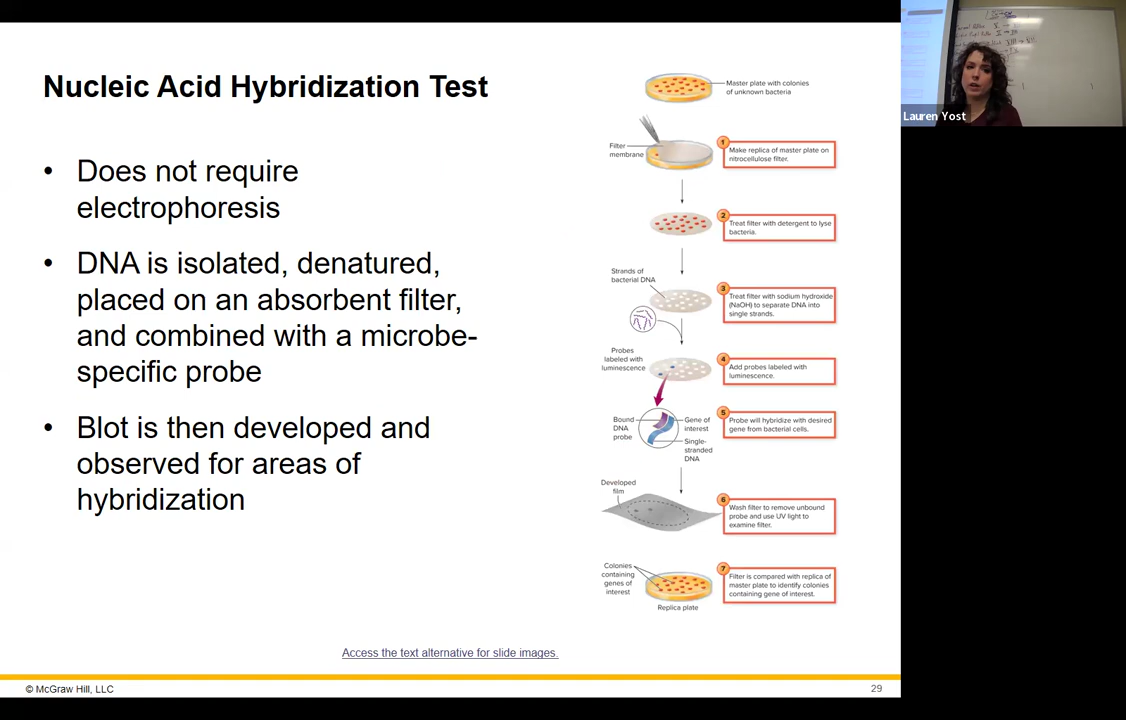 Nucleic Acid Hybridization Test
• Does not require
electrophoresis
• DNA is isolated, denatured,
placed on an absorbent filter,
and combined with a microbe-
specific probe
• Blot is then developed and
observed for areas of
hybridization
Master plate with colonies
of unknown bacteria
Filter
membrane
1
Make replica of master plate on
nitrocellulose filter.
2
Treat filter with detergent to lyse
bacteria.
Strands of
bacterial DNA
3
Treat filter with sodium hydroxide
(NaOH) to separate DNA into
single strands.
Probes
labeled with
luminescence
4
Add probes labeled with
luminescence.
Bound
DNA
probe
Gene of
interest
Single-
stranded
DNA
5
Probe will hybridize with desired
gene from bacterial cells.
Developed
film
6
Wash filter to remove unbound
probe and use UV light to
examine filter.
Colonies
containing
genes of
interest
7
Filter is compared with replica of
master plate to identify colonies
containing gene of interest.
Replica plate
Access the text alternative for slide images.
© McGraw Hill, LLC
29
Lauren Yost